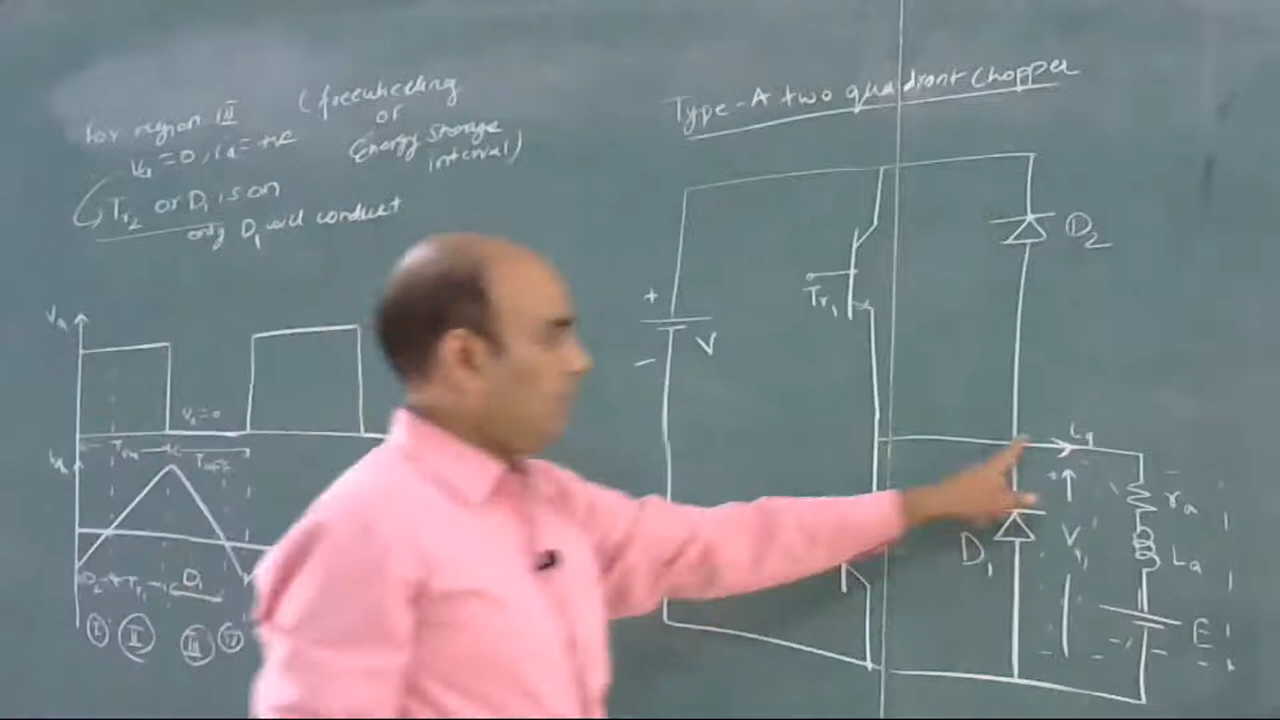 for region III (freewheeling
or
Energy storage
interval)
Va = 0, ia = +ve
Tr2 or D1 is on
only D1 will conduct
Type-A two quadrant chopper
D2
Tr1
+
V
-
ia
+
V
ra
La
D1
E
Va
Va = 0
Ton
Toff
ia
D2
Tr1
D1
I
II
III
IV